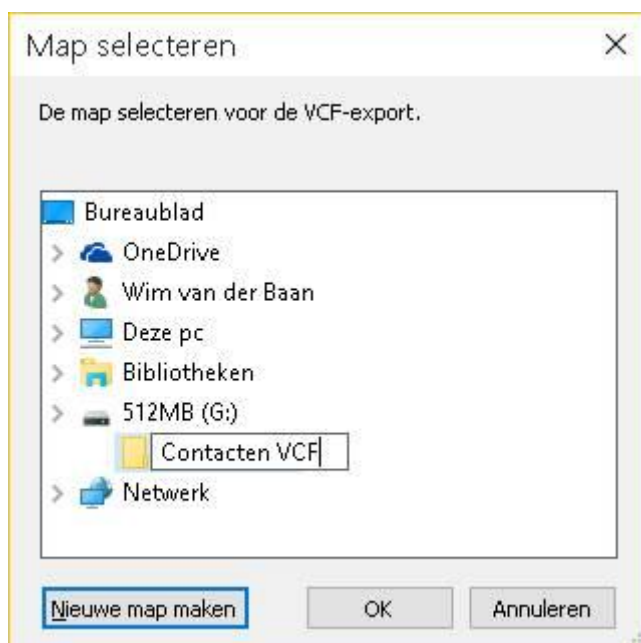 Map selecteren
De map selecteren voor de VCF-export.
Bureaublad
OneDrive
Wim van der Baan
Deze pc
Bibliotheken
512MB (G:)
Contacten VCF
Netwerk
Nieuwe map maken
OK
Annuleren